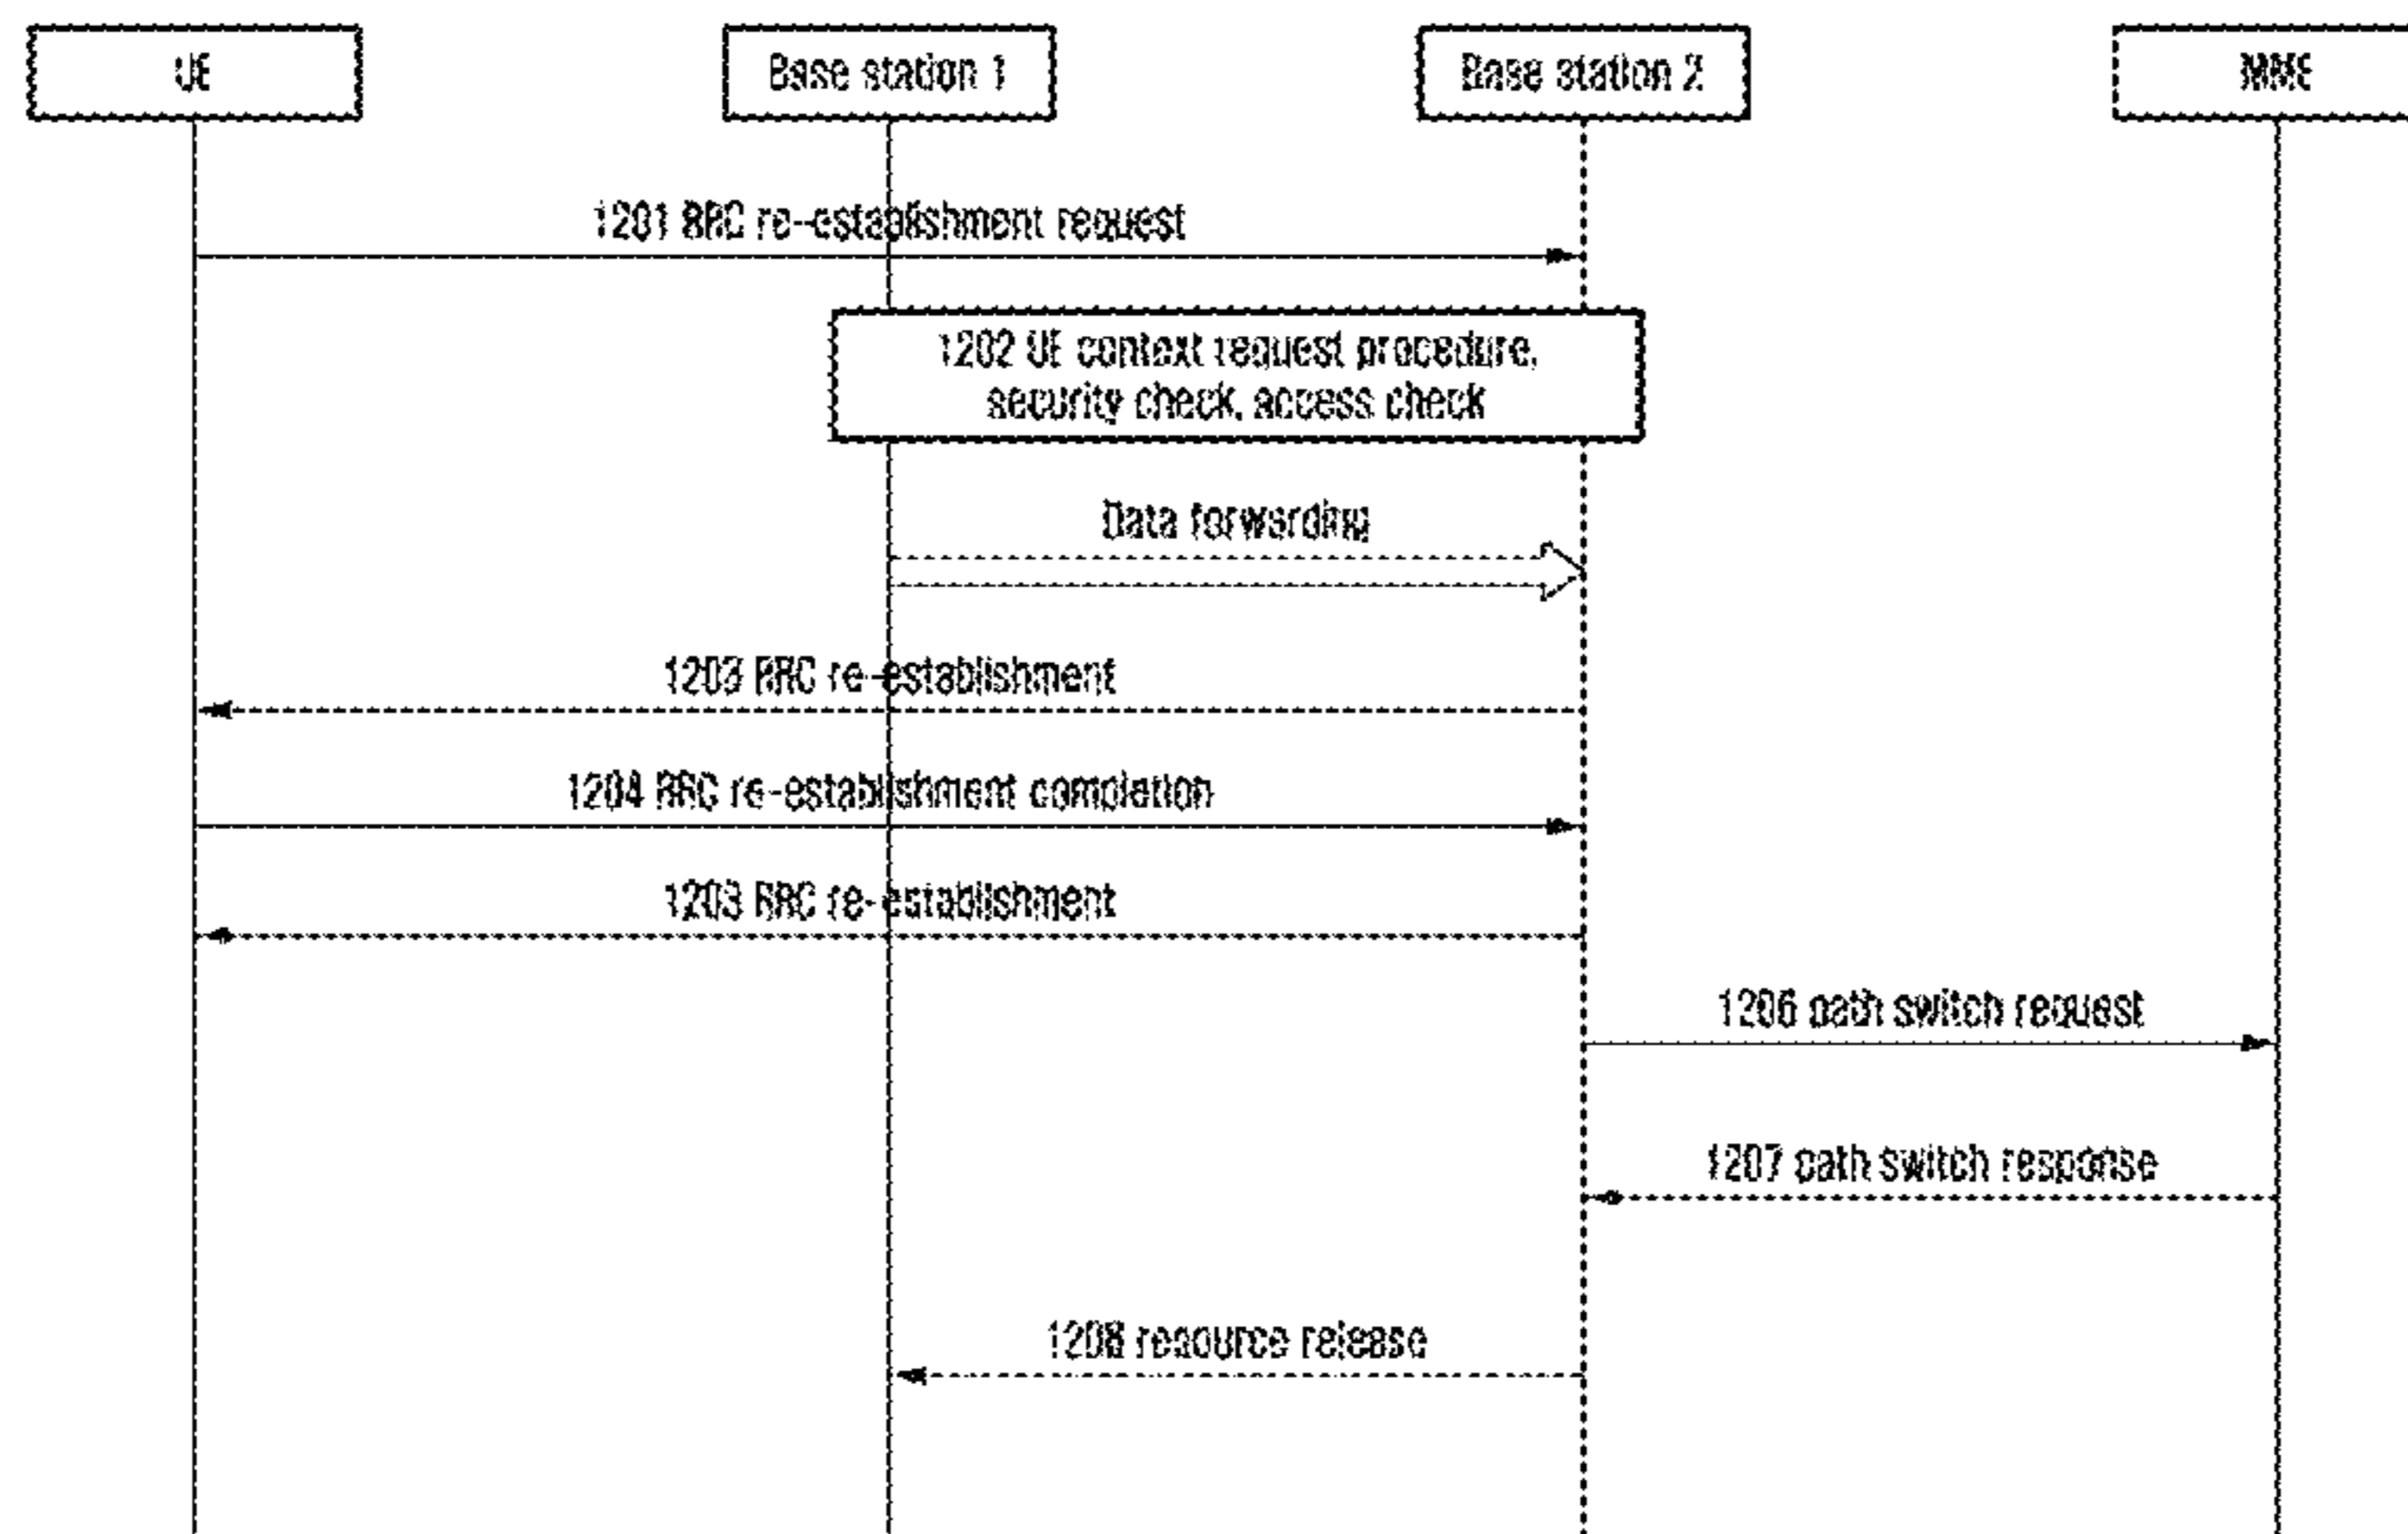 UE
Base station 1
Base station 2
MME
1201 RRC re-establishment request
1202 UE context request procedure,
security check, access check
Data forwarding
1203 RRC re-establishment
1204 RRC re-establishment completion
1203 RRC re-establishment
1206 path switch request
1207 path switch response
1208 resource release